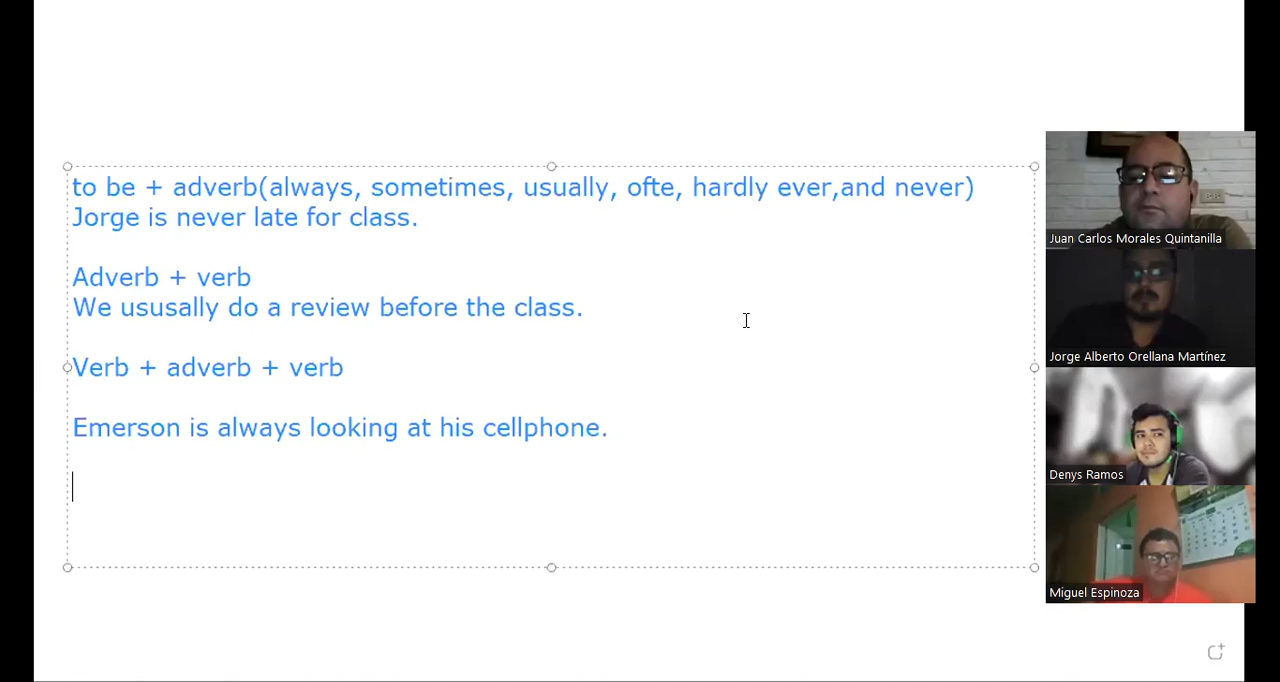 to be + adverb(always, sometimes, usually, ofte, hardly ever,and never)
Jorge is never late for class.
Adverb + verb
We ususally do a review before the class.
Verb + adverb + verb
Emerson is always looking at his cellphone.
Juan Carlos Morales Quintanilla
Jorge Alberto Orellana Martínez
Denys Ramos
Miguel Espinoza